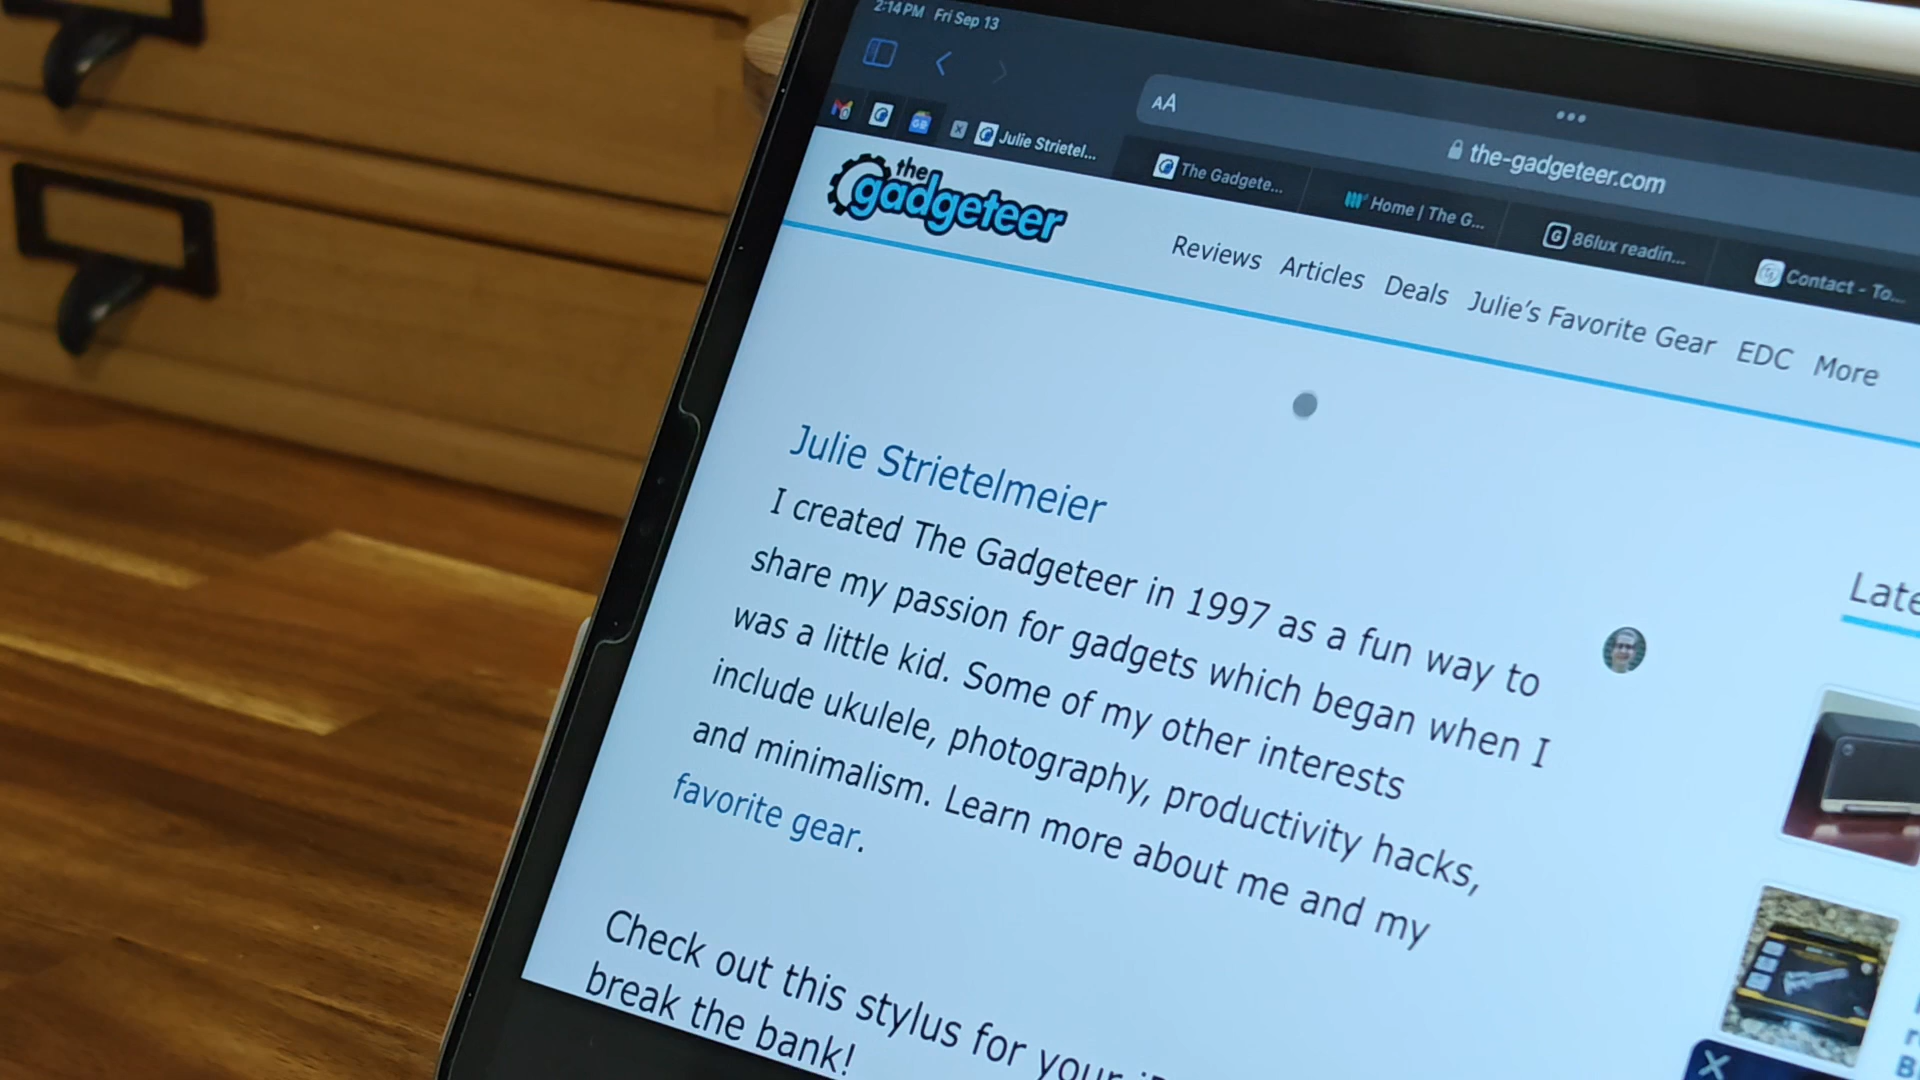 2:14 PM Fri Sep 13
AA
the-gadgeteer.com
Julie Strietel...
The Gadgete...
Home | The G...
86lux readin...
Contact - To...
the gadgeteer
Reviews Articles Deals Julie's Favorite Gear EDC More
Julie Strietelmeier
I created The Gadgeteer in 1997 as a fun way to
share my passion for gadgets which began when I
was a little kid. Some of my other interests
include ukulele, photography, productivity hacks,
and minimalism. Learn more about me and my
favorite gear.
Check out this stylus for your
break the bank!